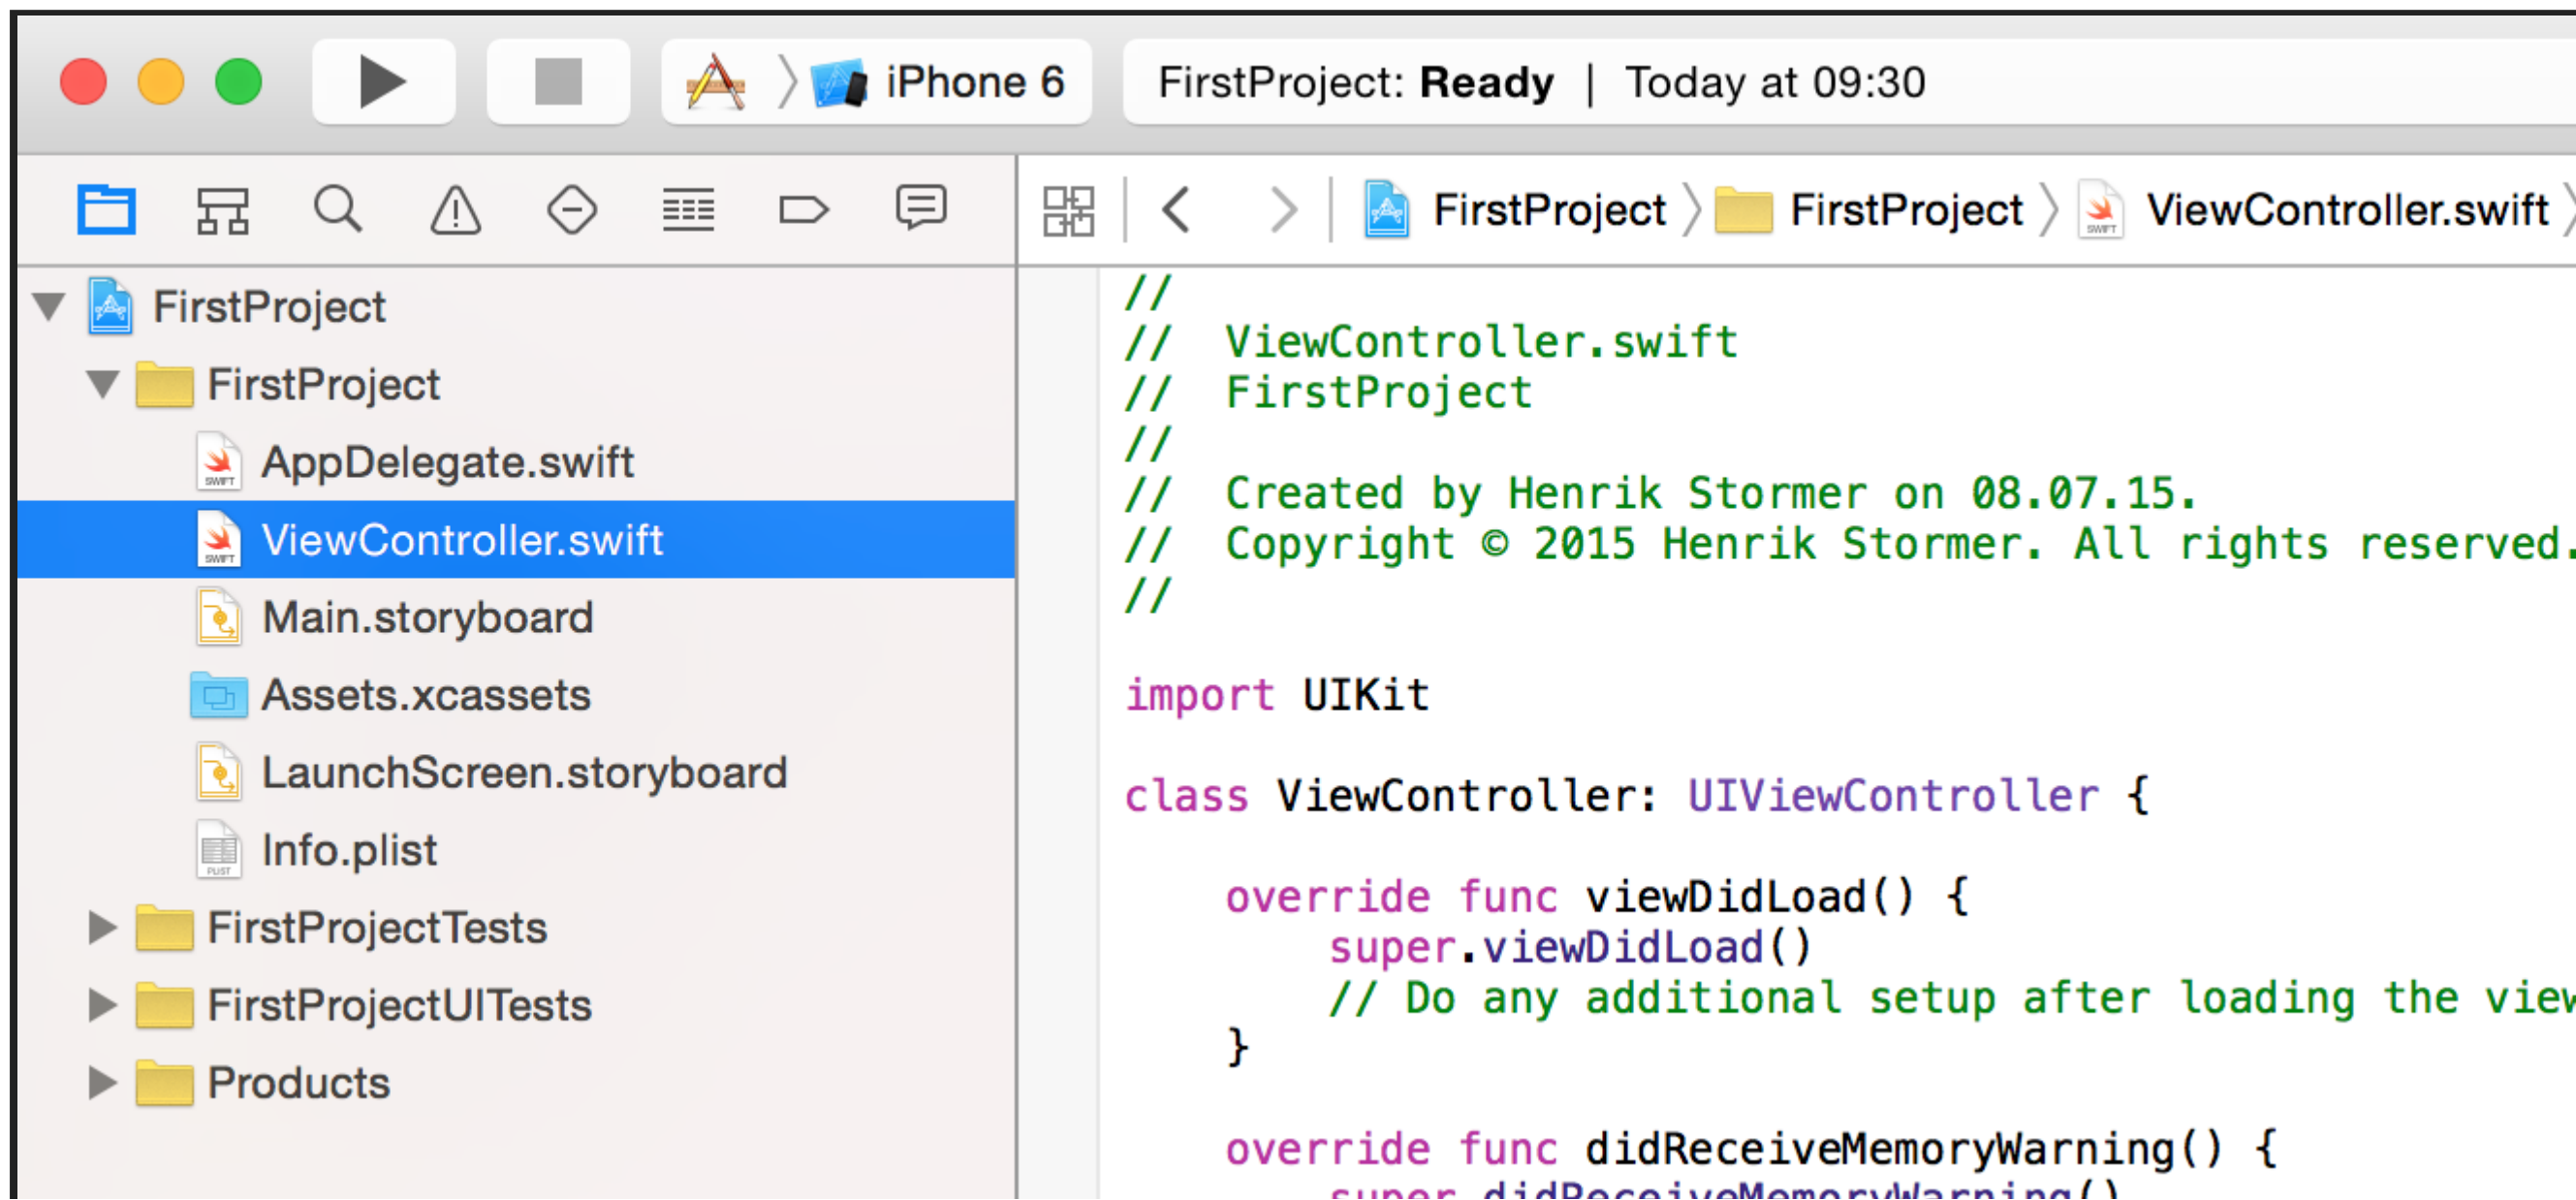 iPhone 6
FirstProject: Ready | Today at 09:30
FirstProject
FirstProject
AppDelegate.swift
ViewController.swift
Main.storyboard
Assets.xcassets
LaunchScreen.storyboard
Info.plist
FirstProjectTests
FirstProjectUITests
Products
FirstProject 〉 FirstProject 〉 ViewController.swift
//
//  ViewController.swift
//  FirstProject
//
//  Created by Henrik Stormer on 08.07.15.
//  Copyright © 2015 Henrik Stormer. All rights reserved.
//
import UIKit
class ViewController: UIViewController {
override func viewDidLoad() {
super.viewDidLoad()
// Do any additional setup after loading the view
}
override func didReceiveMemoryWarning() {
super.didReceiveMemoryWarning()